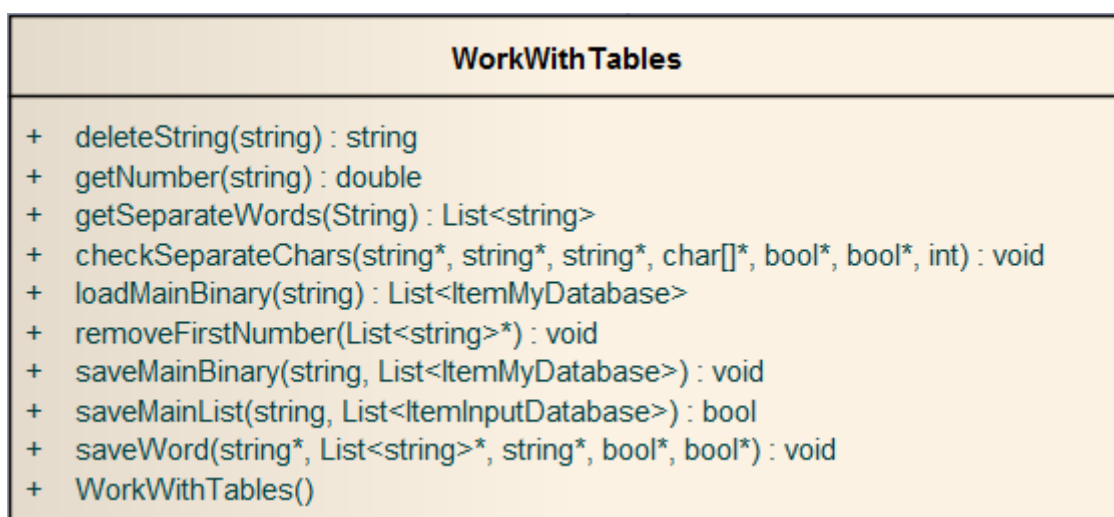 WorkWithTables
+ deleteString(string) : string
+ getNumber(string) : double
+ getSeparateWords(String) : List<string>
+ checkSeparateChars(string*, string*, string*, char[]*, bool*, bool*, int) : void
+ loadMainBinary(string) : List<ItemMyDatabase>
+ removeFirstNumber(List<string>*) : void
+ saveMainBinary(string, List<ItemMyDatabase>) : void
+ saveMainList(string, List<ItemInputDatabase>) : bool
+ saveWord(string*, List<string>*, string*, bool*, bool*) : void
+ WorkWithTables()